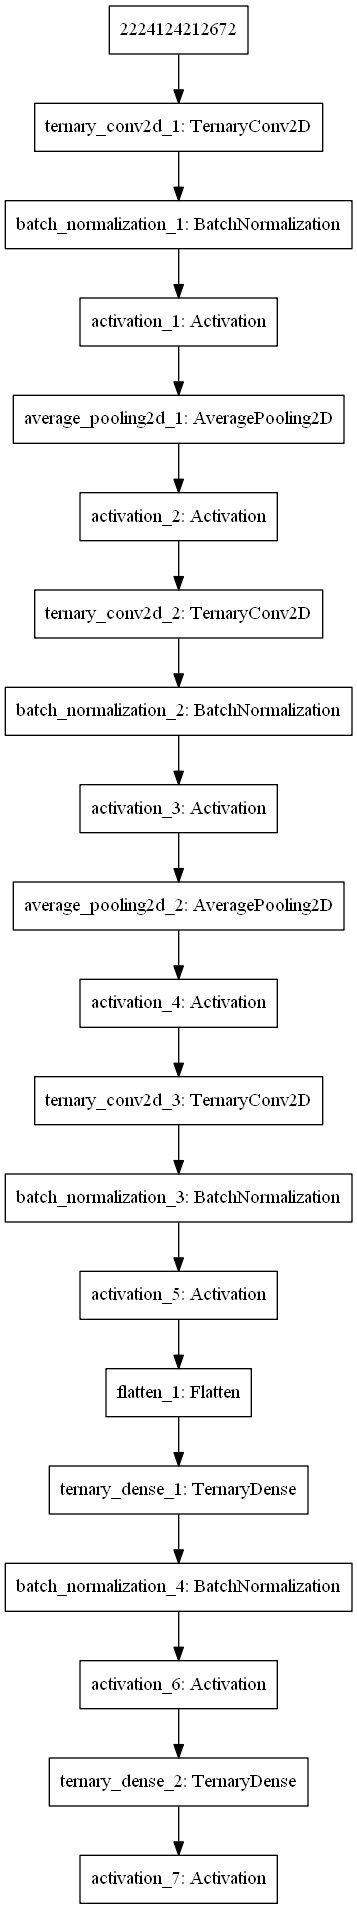 2224124212672
ternary_conv2d_1: TernaryConv2D
batch_normalization_1: BatchNormalization
activation_1: Activation
average_pooling2d_1: AveragePooling2D
activation_2: Activation
ternary_conv2d_2: TernaryConv2D
batch_normalization_2: BatchNormalization
activation_3: Activation
average_pooling2d_2: AveragePooling2D
activation_4: Activation
ternary_conv2d_3: TernaryConv2D
batch_normalization_3: BatchNormalization
activation_5: Activation
flatten_1: Flatten
ternary_dense_1: TernaryDense
batch_normalization_4: BatchNormalization
activation_6: Activation
ternary_dense_2: TernaryDense
activation_7: Activation